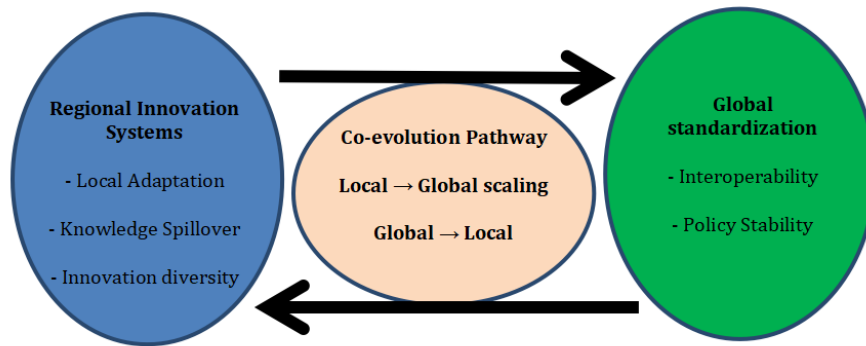 Regional Innovation
Systems
- Local Adaptation
- Knowledge Spillover
- Innovation diversity
Co-evolution Pathway
Local → Global scaling
Global → Local
Global
standardization
- Interoperability
- Policy Stability